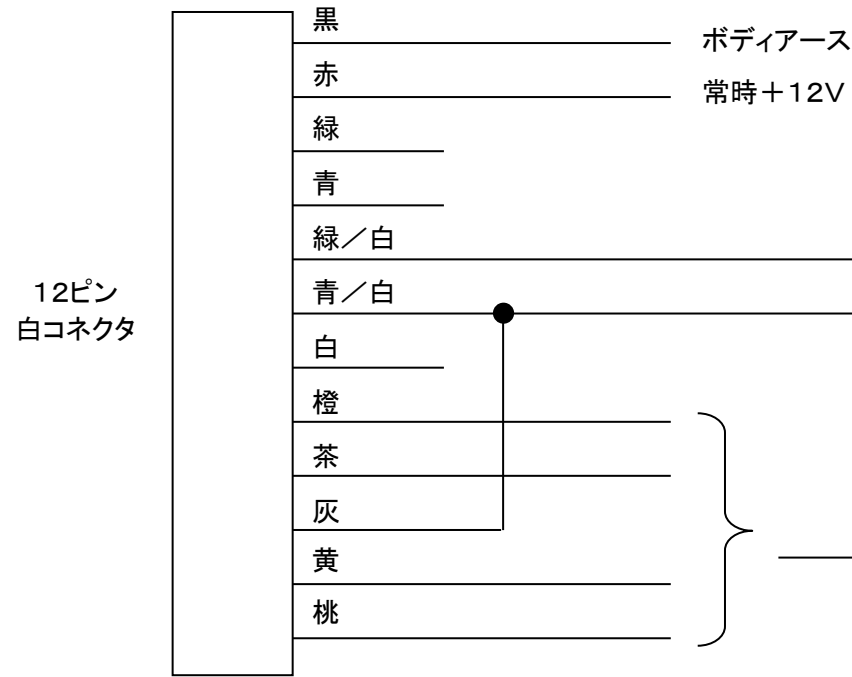 黒
ボディアース
赤
常時＋12V
緑
青
緑／白
青／白
12ピン
白コネクタ
白
橙
茶
灰
黄
桃